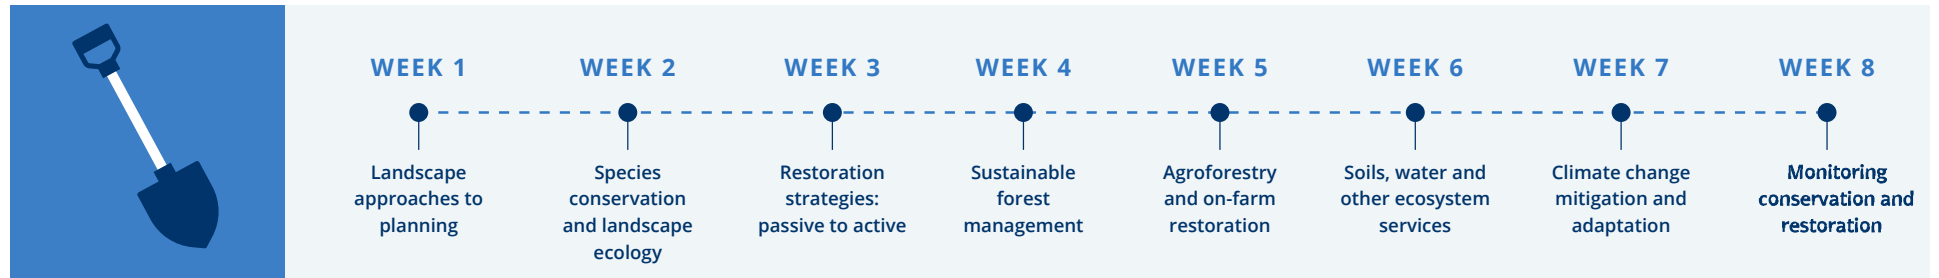 WEEK 1
Landscape
approaches to
planning
WEEK 2
Species
conservation
and landscape
ecology
WEEK 3
Restoration
strategies:
passive to active
WEEK 4
Sustainable
forest
management
WEEK 5
Agroforestry
and on-farm
restoration
WEEK 6
Soils, water and
other ecosystem
services
WEEK 7
Climate change
mitigation and
adaptation
WEEK 8
Monitoring
conservation and
restoration